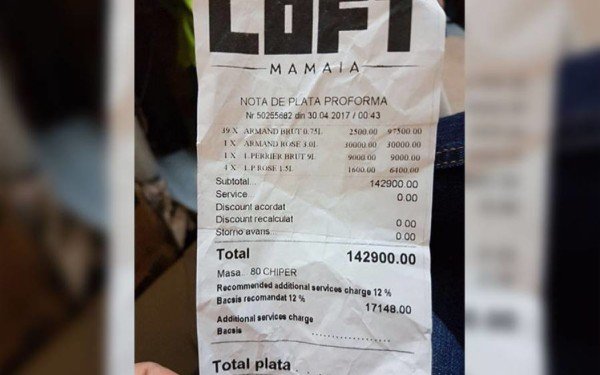 LOFT
MAMAIA
NOTA DE PLATA PROFORMA
Nr 50255682 din 30.04.2017 / 00:43
39 X ARMAND BRUT 0.75L 2500.00 97500.00
1 X ARMAND ROSE 3.0L 30000.00 30000.00
1 X L PERRIER BRUT 9L 9000.00 9000.00
4 X L.P ROSE 1.5L 1600.00 6400.00
Subtotal... 142900.00
Service... 0.00
Discount acordat
Discount recalculat 0.00
Storno avans... 0.00
Total 142900.00
Masa: 80 CHIPER
Recommended additional services charge 12 %
Bacsis recomandat 12 % 17148.00
Additional services charge
Bacsis ..................
Total plata